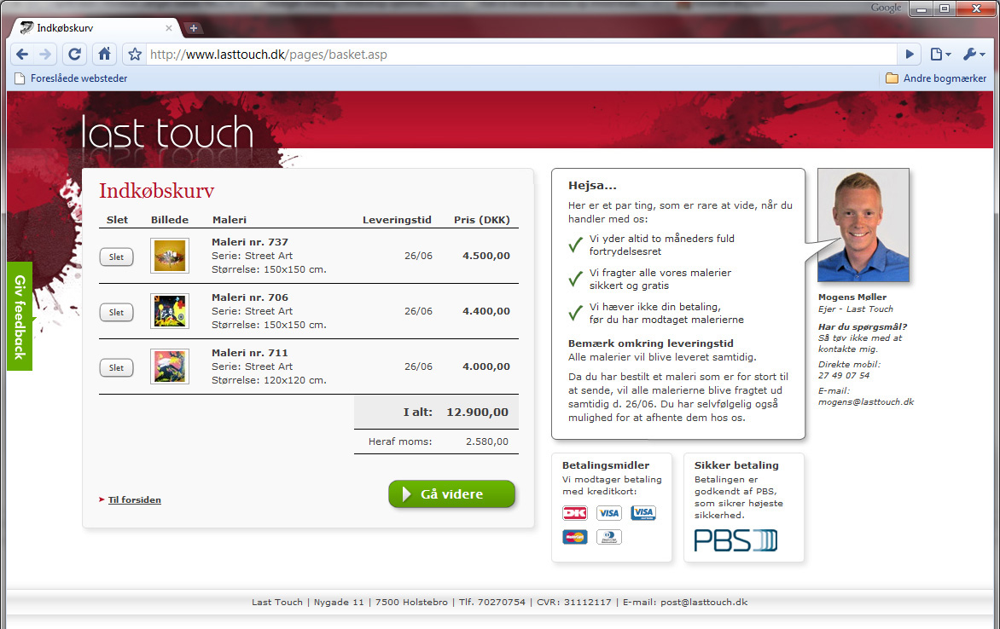 Google
Indkøbskurv
http://www.lasttouch.dk/pages/basket.asp
Foreslåede websteder
Andre bogmærker
last touch
Giv feedback
Indkøbskurv
Slet Billede Maleri Leveringstid Pris (DKK)
Maleri nr. 737
Slet Serie: Street Art 26/06 4.500,00
Størrelse: 150x150 cm.
Maleri nr. 706
Slet Serie: Street Art 26/06 4.400,00
Størrelse: 150x150 cm.
Maleri nr. 711
Slet Serie: Street Art 26/06 4.000,00
Størrelse: 120x120 cm.
I alt: 12.900,00
Heraf moms: 2.580,00
Til forsiden
Gå videre
Hejsa...
Her er et par ting, som er rare at vide, når du
handler med os:
Vi yder altid to måneders fuld
fortrydelsesret
Vi fragter alle vores malerier
sikkert og gratis
Vi hæver ikke din betaling,
før du har modtaget malerierne
Bemærk omkring leveringstid
Alle malerier vil blive leveret samtidig.
Da du har bestilt et maleri som er for stort til
at sende, vil alle malerierne blive fragtet ud
samtidig d. 26/06. Du har selvfølgelig også
mulighed for at afhente dem hos os.
Mogens Møller
Ejer - Last Touch
Har du spørgsmål?
Så tøv ikke med at
kontakte mig.
Direkte mobil:
27 49 07 54
E-mail:
mogens@lasttouch.dk
Betalingsmidler
Vi modtager betaling
med kreditkort:
DK VISA VISA
MasterCard
Sikker betaling
Betalingen er
godkendt af PBS,
som sikrer højeste
sikkerhed.
PBS
Last Touch | Nygade 11 | 7500 Holstebro | Tlf. 70270754 | CVR: 31112117 | E-mail: post@lasttouch.dk